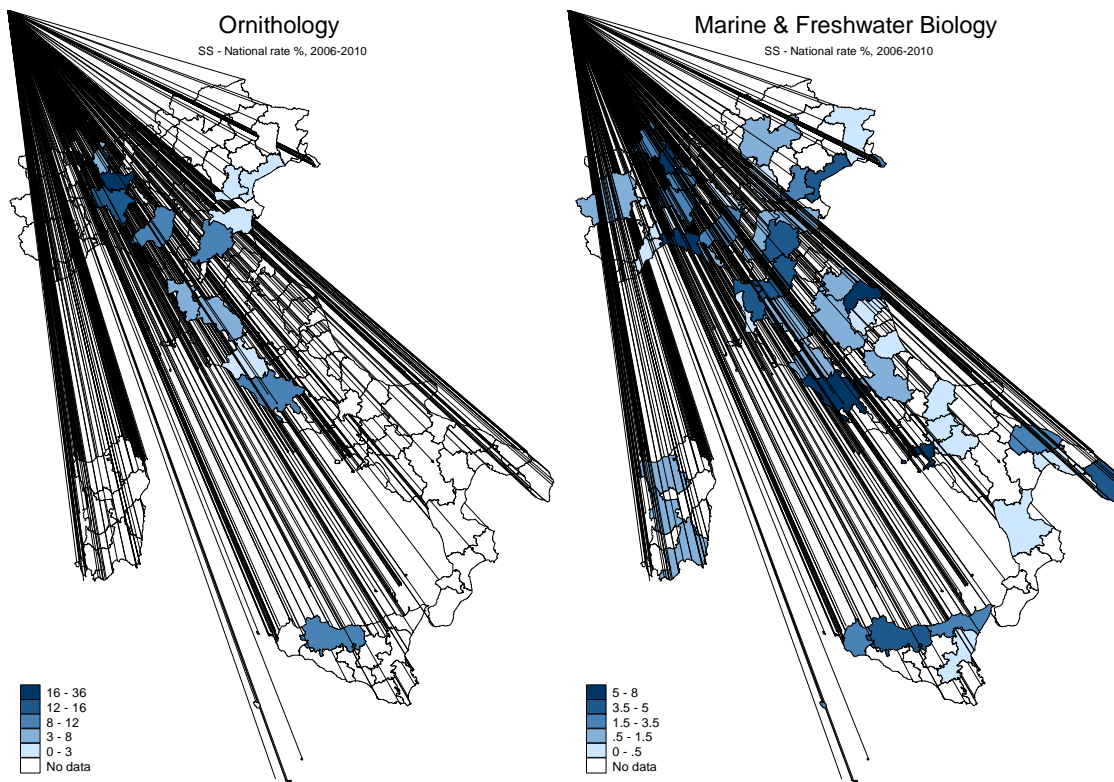 Ornithology
SS - National rate %, 2006-2010
16 - 36
12 - 16
8 - 12
3 - 8
0 - 3
No data
Marine & Freshwater Biology
SS - National rate %, 2006-2010
5 - 8
3.5 - 5
1.5 - 3.5
.5 - 1.5
0 - .5
No data